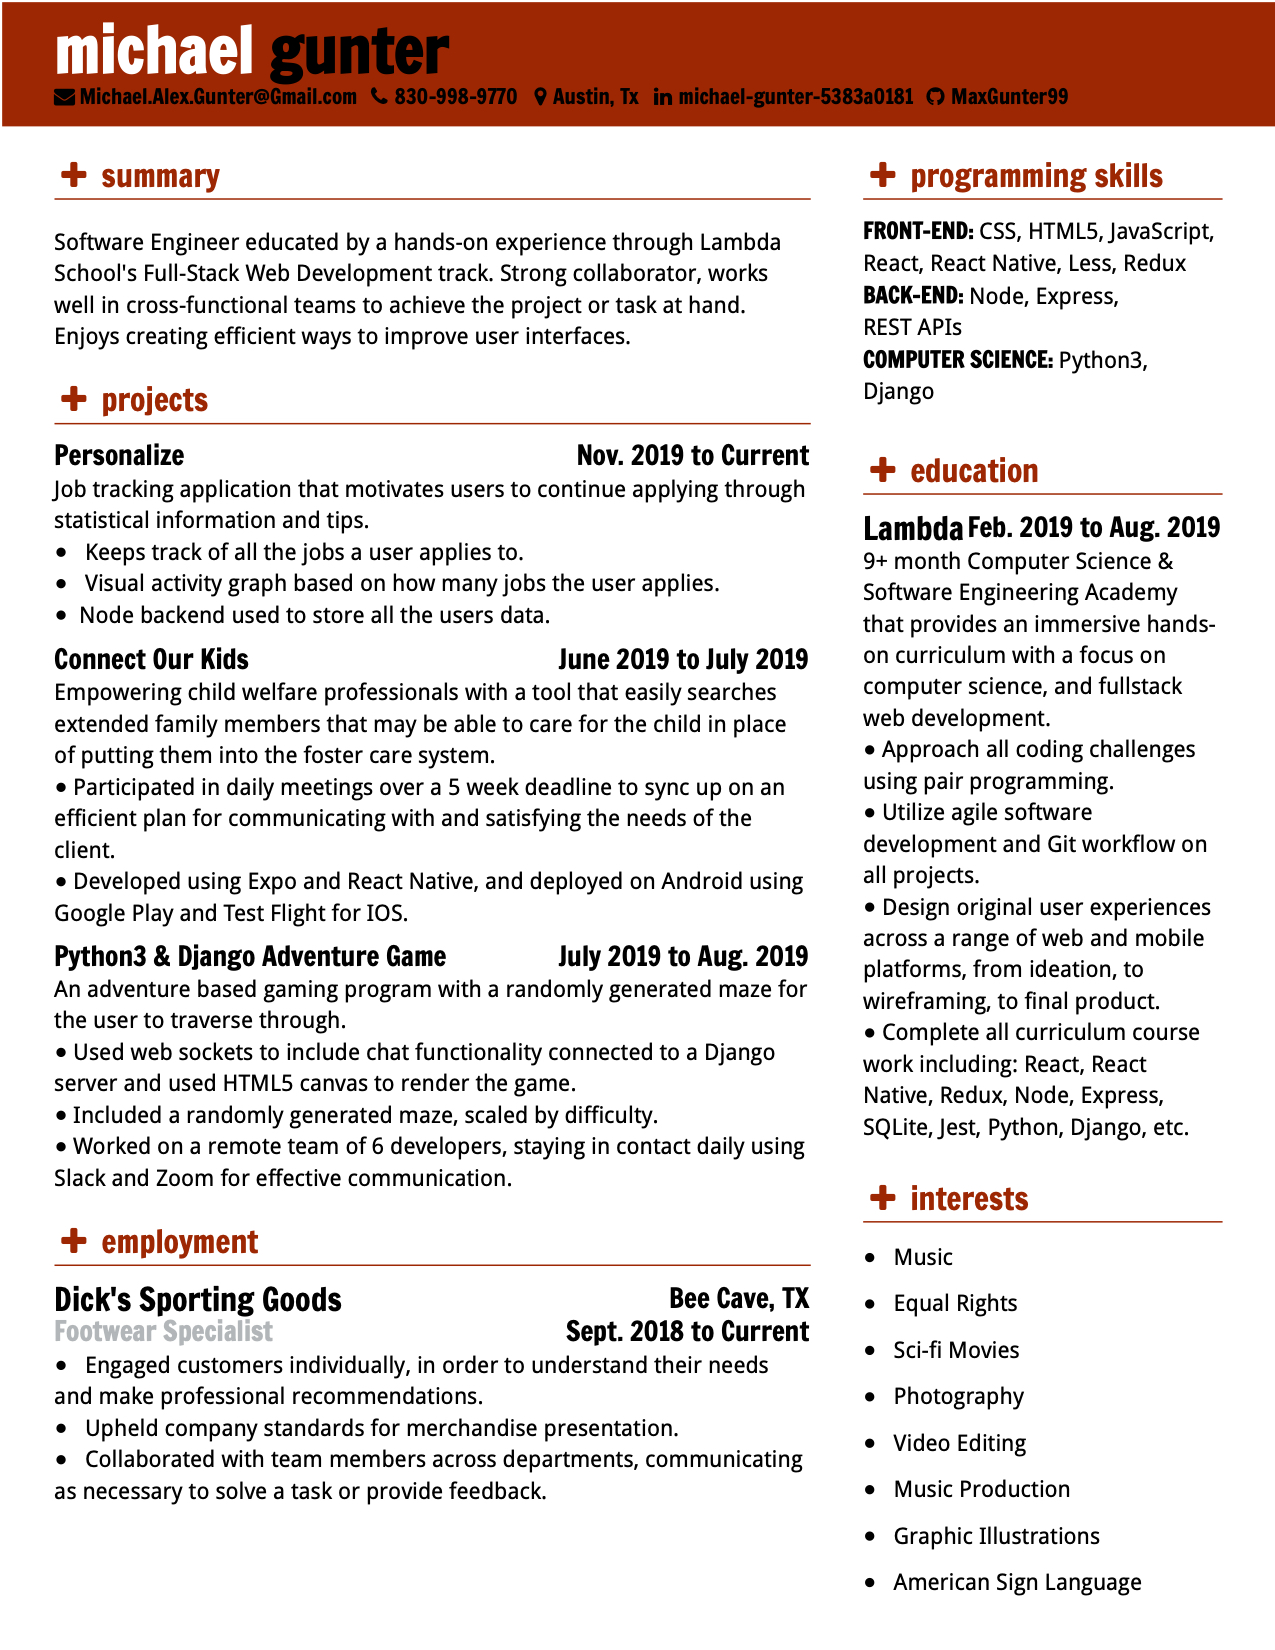 michael gunter
Michael.Alex.Gunter@Gmail.com 830-998-9770 Austin, Tx michael-gunter-5383a0181 MaxGunter99
summary
Software Engineer educated by a hands-on experience through Lambda
School's Full-Stack Web Development track. Strong collaborator, works
well in cross-functional teams to achieve the project or task at hand.
Enjoys creating efficient ways to improve user interfaces.
projects
Personalize Nov. 2019 to Current
Job tracking application that motivates users to continue applying through
statistical information and tips.
• Keeps track of all the jobs a user applies to.
• Visual activity graph based on how many jobs the user applies.
• Node backend used to store all the users data.
Connect Our Kids June 2019 to July 2019
Empowering child welfare professionals with a tool that easily searches
extended family members that may be able to care for the child in place
of putting them into the foster care system.
• Participated in daily meetings over a 5 week deadline to sync up on an
efficient plan for communicating with and satisfying the needs of the
client.
• Developed using Expo and React Native, and deployed on Android using
Google Play and Test Flight for IOS.
Python3 & Django Adventure Game July 2019 to Aug. 2019
An adventure based gaming program with a randomly generated maze for
the user to traverse through.
• Used web sockets to include chat functionality connected to a Django
server and used HTML5 canvas to render the game.
• Included a randomly generated maze, scaled by difficulty.
• Worked on a remote team of 6 developers, staying in contact daily using
Slack and Zoom for effective communication.
employment
Dick's Sporting Goods Bee Cave, TX
Footwear Specialist Sept. 2018 to Current
• Engaged customers individually, in order to understand their needs
and make professional recommendations.
• Upheld company standards for merchandise presentation.
• Collaborated with team members across departments, communicating
as necessary to solve a task or provide feedback.
programming skills
FRONT-END: CSS, HTML5, JavaScript,
React, React Native, Less, Redux
BACK-END: Node, Express,
REST APIs
COMPUTER SCIENCE: Python3,
Django
education
Lambda Feb. 2019 to Aug. 2019
9+ month Computer Science &
Software Engineering Academy
that provides an immersive hands-
on curriculum with a focus on
computer science, and fullstack
web development.
• Approach all coding challenges
using pair programming.
• Utilize agile software
development and Git workflow on
all projects.
• Design original user experiences
across a range of web and mobile
platforms, from ideation, to
wireframing, to final product.
• Complete all curriculum course
work including: React, React
Native, Redux, Node, Express,
SQLite, Jest, Python, Django, etc.
interests
• Music
• Equal Rights
• Sci-fi Movies
• Photography
• Video Editing
• Music Production
• Graphic Illustrations
• American Sign Language